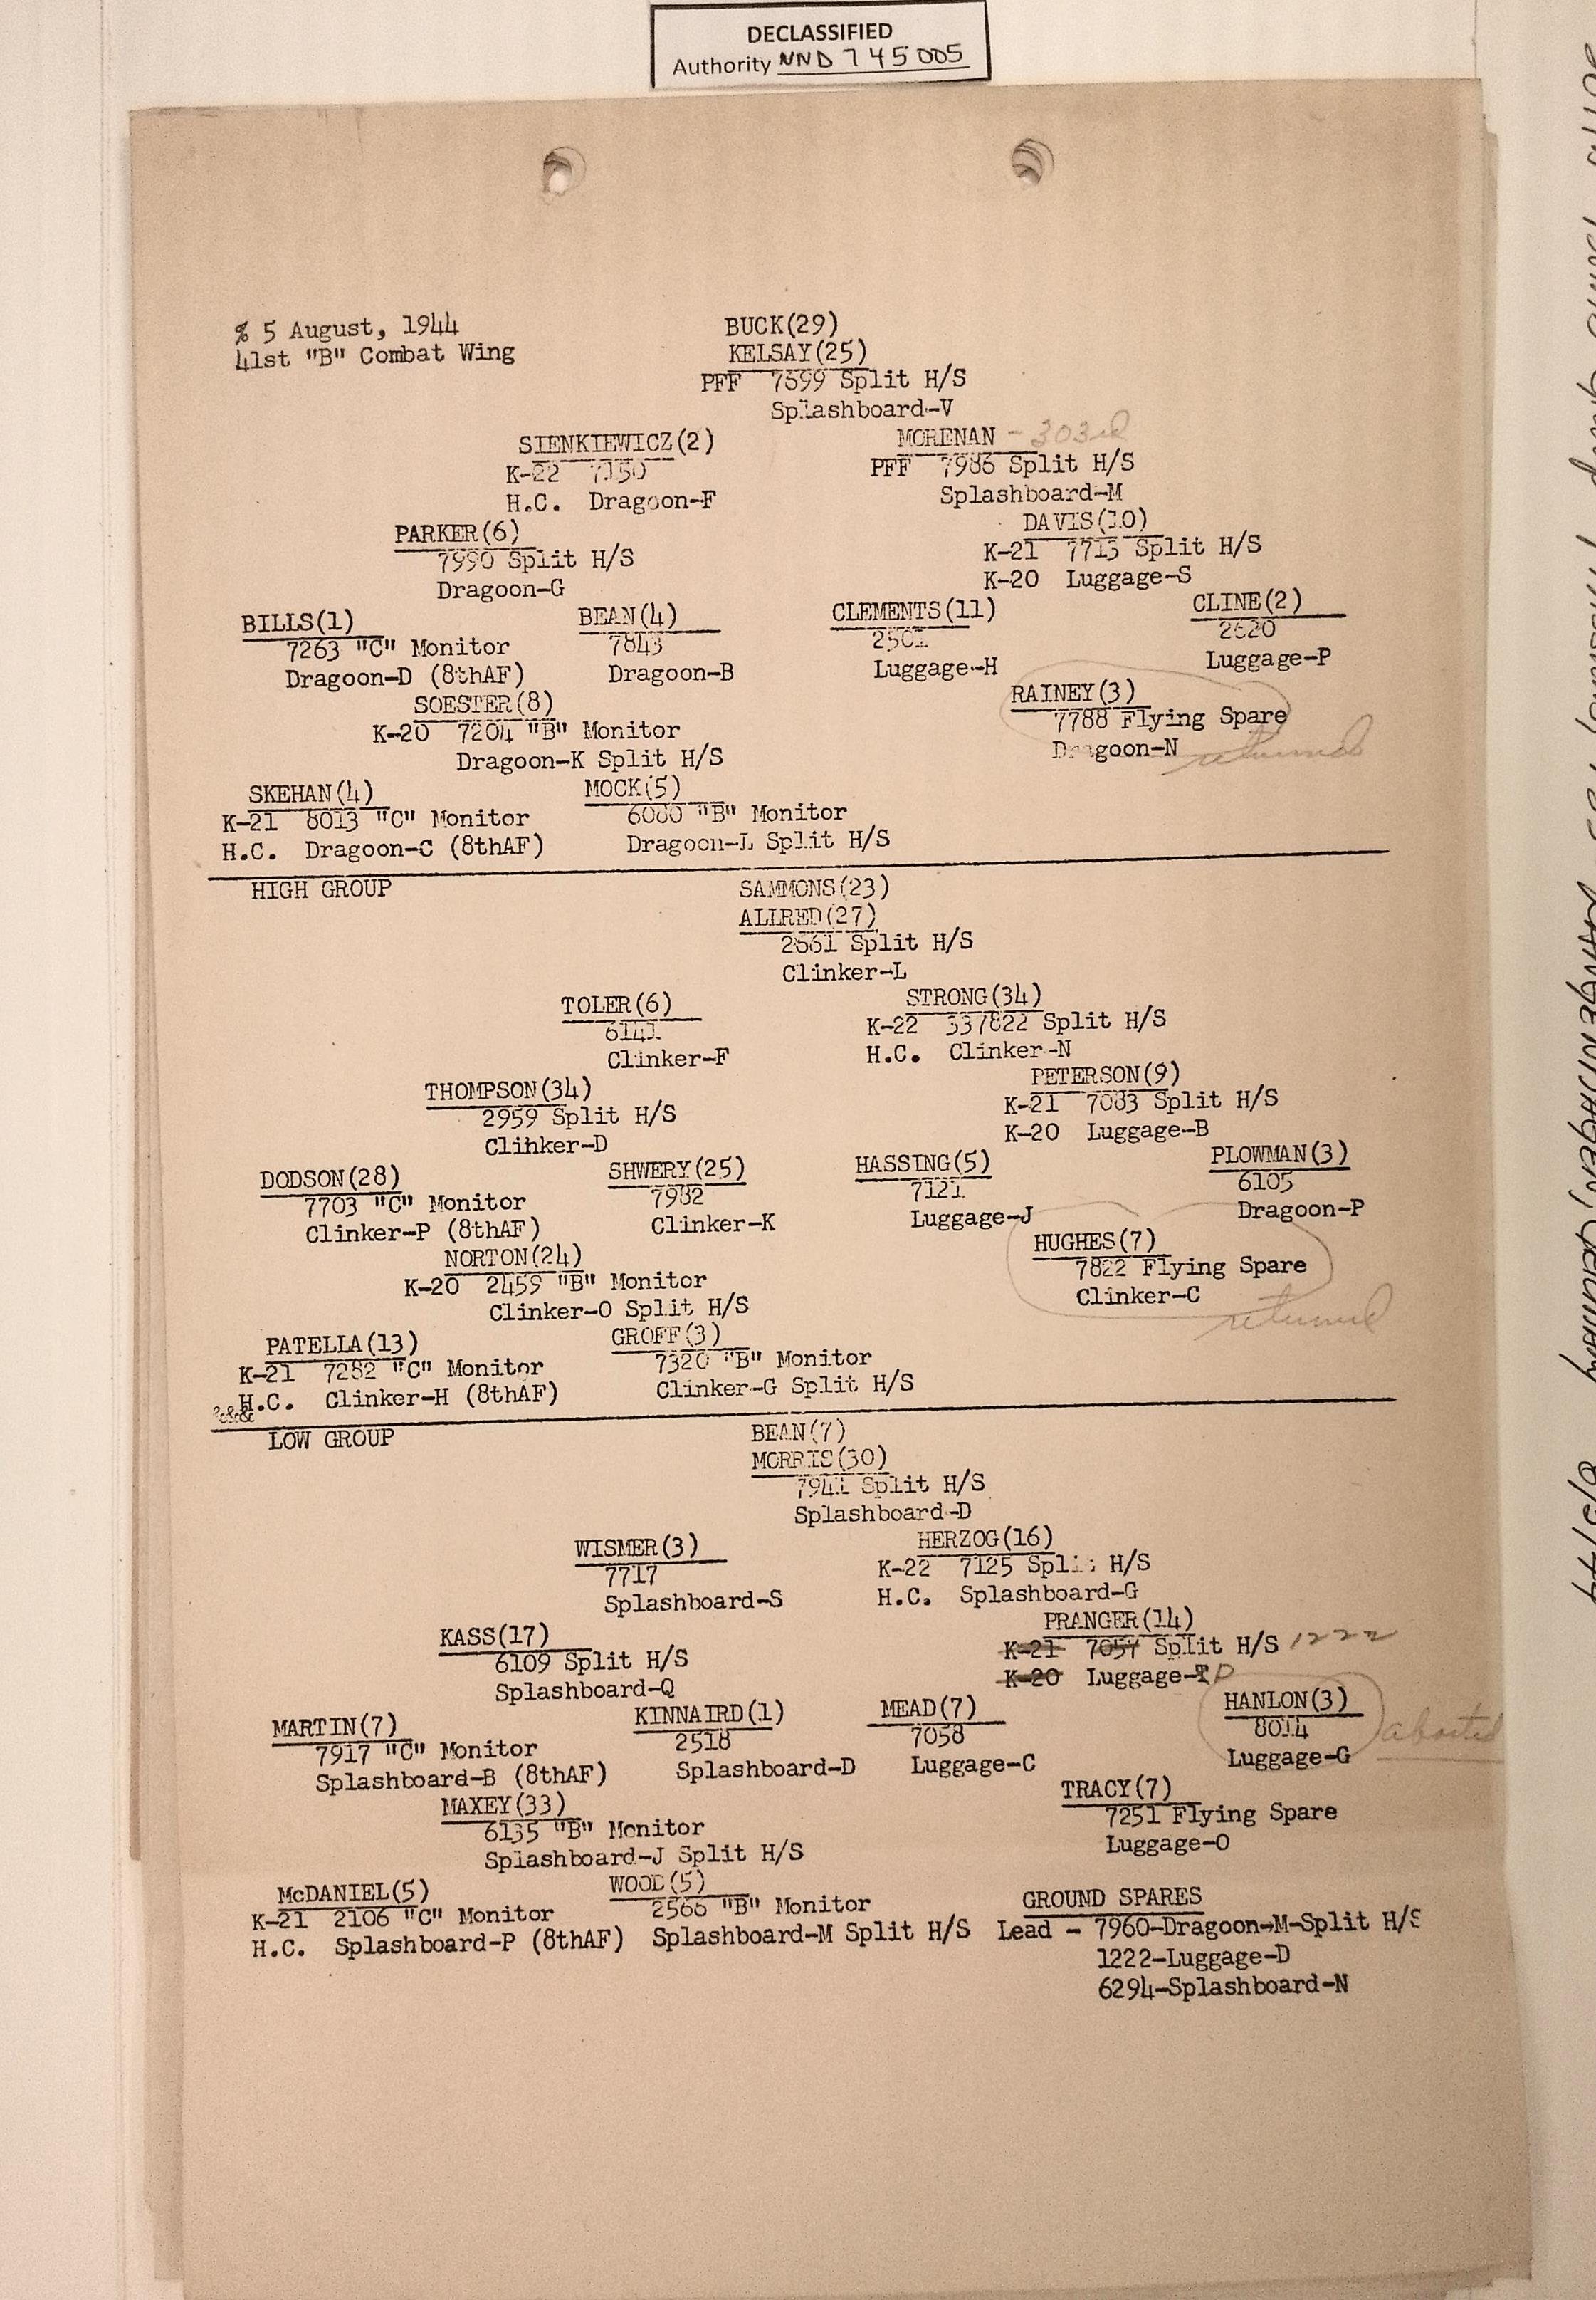 DECLASSIFIED
Authority NND 745005
% 5 August, 1944
41st "B" Combat Wing
BUCK(29)
KELSAY(25)
PFF 7599 Split H/S
Splashboard-V
SIENKIEWICZ(2)
K-22 7150
H.C. Dragoon-F
MORENAN - 303rd
PFF 7986 Split H/S
Splashboard-M
PARKER(6)
7990 Split H/S
Dragoon-G
DAVIS(10)
K-21 7713 Split H/S
K-20 Luggage-S
BILLS(1)
7263 "C" Monitor
Dragoon-D (8thAF)
BEAN(4)
7843
Dragoon-B
CLEMENTS(11)
2501
Luggage-H
CLINE(2)
2620
Luggage-P
SOESTER(8)
K-20 7204 "B" Monitor
Dragoon-K Split H/S
RAINEY(3)
7788 Flying Spare
Dragoon-N
returned
SKEHAN(4)
K-21 8013 "C" Monitor
H.C. Dragoon-C (8thAF)
MOCK(5)
6080 "B" Monitor
Dragoon-L Split H/S
HIGH GROUP
SAMMONS(23)
ALLRED(27)
2661 Split H/S
Clinker-L
TOLER(6)
6141
Clinker-F
STRONG(34)
K-22 337822 Split H/S
H.C. Clinker-N
THOMPSON(34)
2959 Split H/S
Clihker-D
PETERSON(9)
K-21 7083 Split H/S
K-20 Luggage-B
DODSON(28)
7703 "C" Monitor
Clinker-P (8thAF)
SHWERY(25)
7982
Clinker-K
HASSING(5)
7121
Luggage-J
PLOWMAN(3)
6105
Dragoon-P
NORTON(24)
K-20 2459 "B" Monitor
Clinker-O Split H/S
HUGHES(7)
7822 Flying Spare
Clinker-C
returned
PATELLA(13)
K-21 7282 "C" Monitor
H.C. Clinker-H (8thAF)
GROFF(3)
7320 "B" Monitor
Clinker-G Split H/S
LOW GROUP
BEAN(7)
MORRIS(30)
7941 Split H/S
Splashboard-D
WISMER(3)
7717
Splashboard-S
HERZOG(16)
K-22 7125 Split H/S
H.C. Splashboard-G
KASS(17)
6109 Split H/S
Splashboard-Q
PRANGER(14)
K-21 7057 Split H/S 1222
K-20 Luggage-T D
MARTIN(7)
7917 "C" Monitor
Splashboard-B (8thAF)
KINNAIRD(1)
2518
Splashboard-D
MEAD(7)
7058
Luggage-C
HANLON(3)
8014
Luggage-G
aborted
MAXEY(33)
6135 "B" Monitor
Splashboard-J Split H/S
TRACY(7)
7251 Flying Spare
Luggage-O
McDANIEL(5)
K-21 2106 "C" Monitor
H.C. Splashboard-P (8thAF)
WOOD(5)
2566 "B" Monitor
Splashboard-M Split H/S
GROUND SPARES
Lead - 7960-Dragoon-M-Split H/S
1222-Luggage-D
6294-Splashboard-N